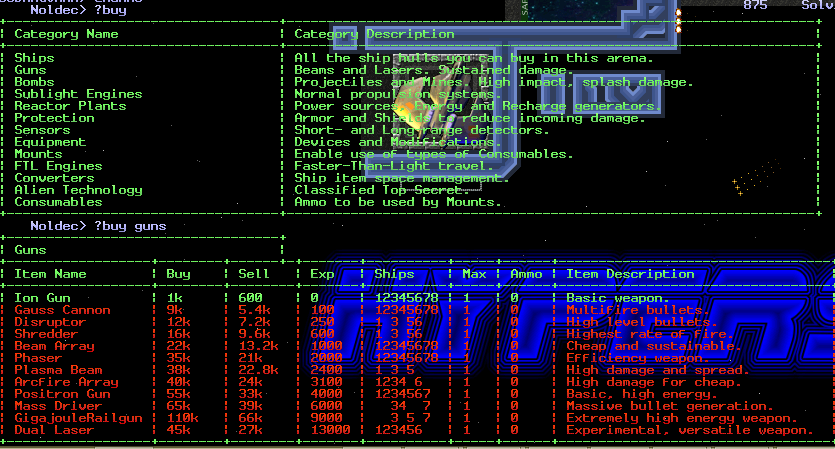 875 Solv
Noldec> ?buy
Category Name Category Description
Ships All the ship hulls you can buy in this arena.
Guns Beams and Lasers. Sustained damage.
Bombs Projectiles and Mines. High impact, splash damage.
Sublight Engines Normal propulsion systems.
Reactor Plants Power sources. Energy and Recharge generators.
Protection Armor and Shields to reduce incoming damage.
Sensors Short- and Long range detectors.
Equipment Devices and Modifications.
Mounts Enable use of types of Consumables.
FTL Engines Faster-Than-Light travel.
Converters Ship item space management.
Alien Technology Classified Top Secret.
Consumables Ammo to be used by Mounts.
Noldec> ?buy guns
Guns
Item Name Buy Sell Exp Ships Max Ammo Item Description
Ion Gun 1k 600 0 12345678 1 0 Basic weapon.
Gauss Cannon 9k 5.4k 100 12345678 1 0 Multifire bullets.
Disruptor 12k 7.2k 250 1 3 56 1 0 High level bullets.
Shredder 16k 9.6k 600 1 3 56 1 0 Highest rate of fire.
Beam Array 22k 13.2k 1000 12345678 1 0 Cheap and sustainable.
Phaser 35k 21k 2000 12345678 1 0 Efficiency weapon.
Plasma Beam 38k 22.8k 2400 1 3 5 1 0 High damage and spread.
Arcfire Array 40k 24k 3100 1234 6 1 0 High damage for cheap.
Positron Gun 55k 33k 4000 1234567 1 0 Basic, high energy.
Mass Driver 65k 39k 6000 34 7 1 0 Massive bullet generation.
GigajouleRailgun 110k 66k 9000 3 5 7 1 0 Extremely high energy weapon.
Dual Laser 45k 27k 13000 123456 1 0 Experimental, versatile weapon.